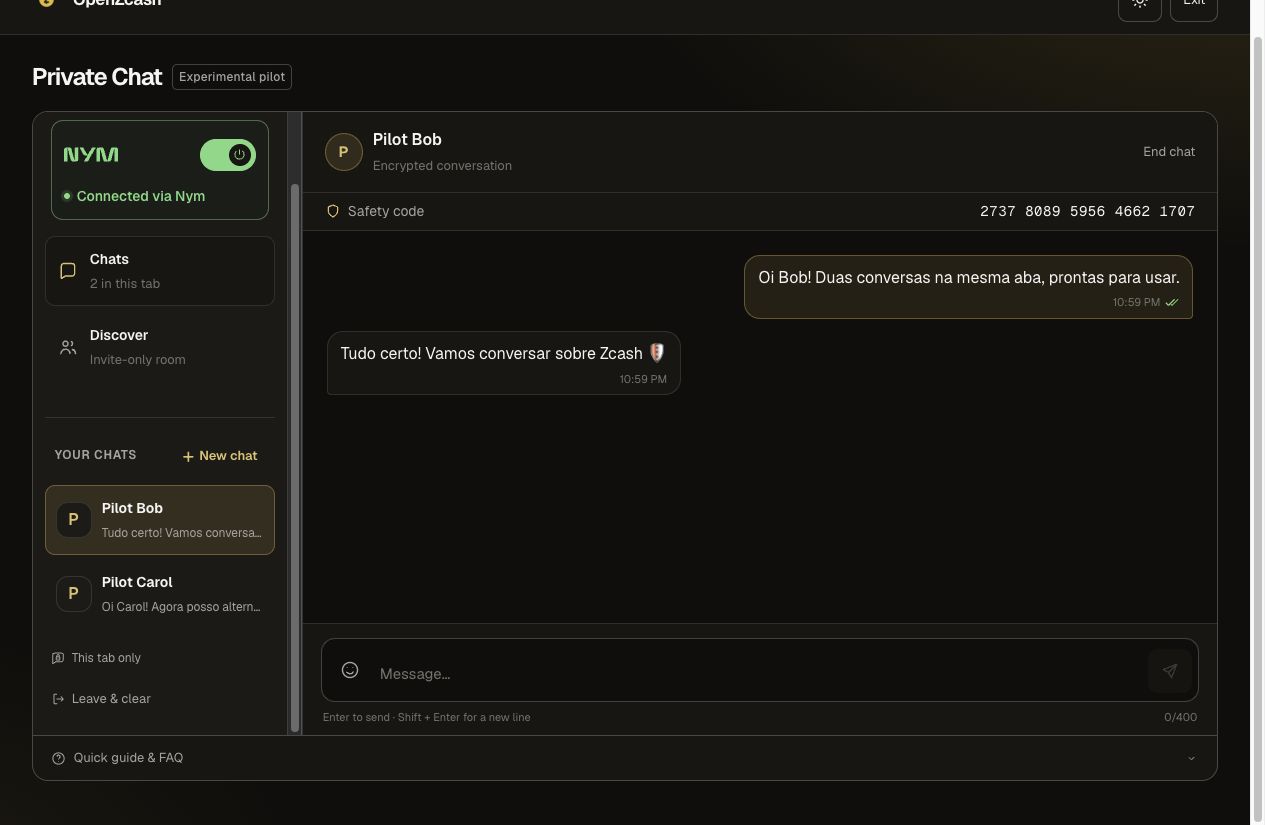 OpenZcash
Exit
Private Chat
Experimental pilot
NYM
Connected via Nym
Chats
2 in this tab
Discover
Invite-only room
YOUR CHATS
+ New chat
P
Pilot Bob
Tudo certo! Vamos conversa…
P
Pilot Carol
Oi Carol! Agora posso altern…
This tab only
Leave & clear
P
Pilot Bob
Encrypted conversation
End chat
Safety code
2737 8089 5956 4662 1707
Oi Bob! Duas conversas na mesma aba, prontas para usar.
10:59 PM
Tudo certo! Vamos conversar sobre Zcash 🛡️
10:59 PM
Message…
Enter to send · Shift + Enter for a new line
0/400
Quick guide & FAQ